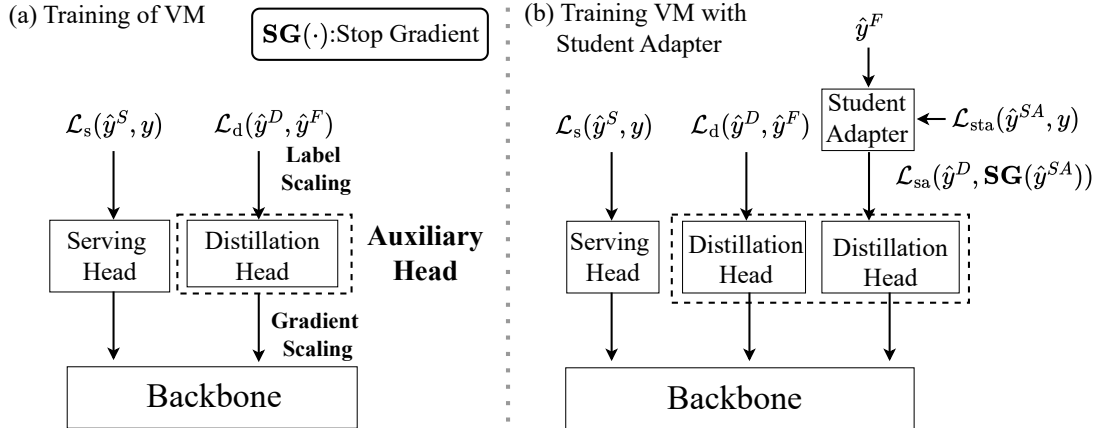 (a) Training of VM
SG(·):Stop Gradient
ℒ_s(ŷ^S, y)
ℒ_d(ŷ^D, ŷ^F)
Label
Scaling
Serving
Head
Distillation
Head
Auxiliary
Head
Gradient
Scaling
Backbone
(b) Training VM with
Student Adapter
ŷ^F
Student
Adapter
ℒ_sta(ŷ^SA, y)
ℒ_s(ŷ^S, y)
ℒ_d(ŷ^D, ŷ^F)
ℒ_sa(ŷ^D, SG(ŷ^SA))
Serving
Head
Distillation
Head
Distillation
Head
Backbone